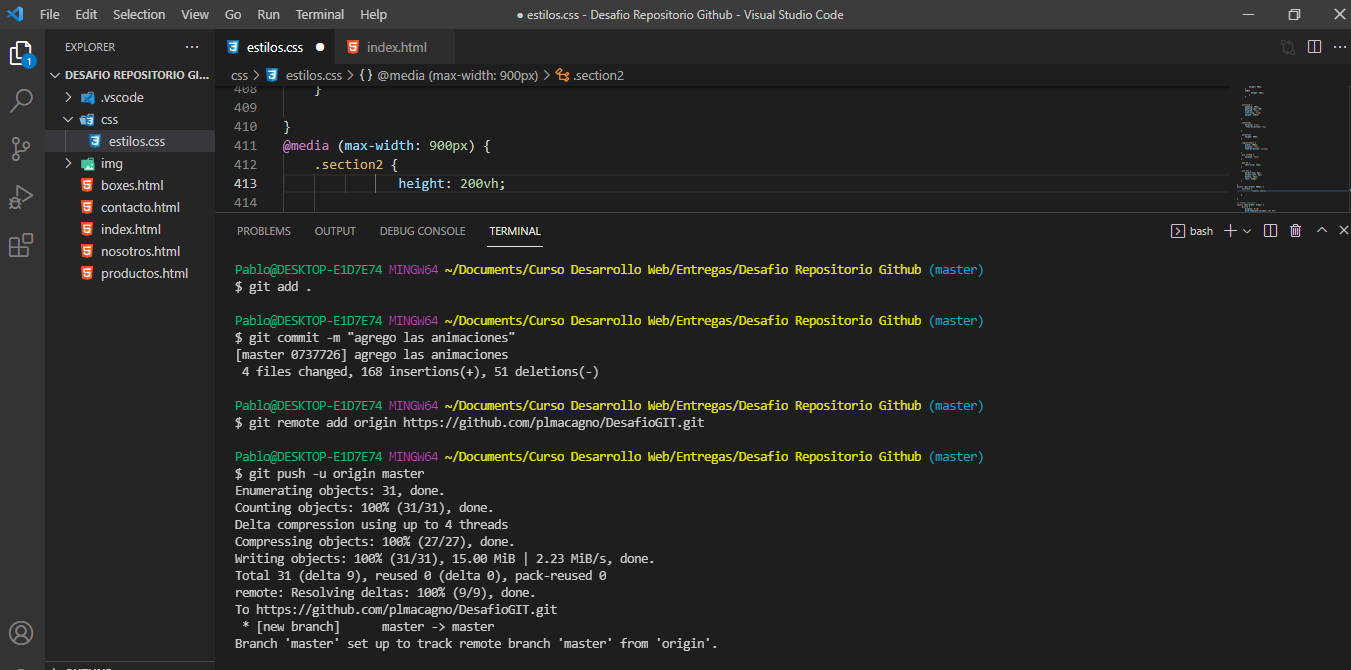 File Edit Selection View Go Run Terminal Help
● estilos.css - Desafio Repositorio Github - Visual Studio Code
1
EXPLORER ···
DESAFIO REPOSITORIO GI...
.vscode
css
estilos.css
img
boxes.html
contacto.html
index.html
nosotros.html
productos.html
estilos.css ● index.html
css > estilos.css > {} @media (max-width: 900px) > .section2
408 }
409
410 }
411 @media (max-width: 900px) {
412 .section2 {
413 height: 200vh;
414
PROBLEMS OUTPUT DEBUG CONSOLE TERMINAL
bash
Pablo@DESKTOP-E1D7E74 MINGW64 ~/Documents/Curso Desarrollo Web/Entregas/Desafio Repositorio Github (master)
$ git add .
Pablo@DESKTOP-E1D7E74 MINGW64 ~/Documents/Curso Desarrollo Web/Entregas/Desafio Repositorio Github (master)
$ git commit -m "agrego las animaciones"
[master 0737726] agrego las animaciones
4 files changed, 168 insertions(+), 51 deletions(-)
Pablo@DESKTOP-E1D7E74 MINGW64 ~/Documents/Curso Desarrollo Web/Entregas/Desafio Repositorio Github (master)
$ git remote add origin https://github.com/plmacagno/DesafioGIT.git
Pablo@DESKTOP-E1D7E74 MINGW64 ~/Documents/Curso Desarrollo Web/Entregas/Desafio Repositorio Github (master)
$ git push -u origin master
Enumerating objects: 31, done.
Counting objects: 100% (31/31), done.
Delta compression using up to 4 threads
Compressing objects: 100% (27/27), done.
Writing objects: 100% (31/31), 15.00 MiB | 2.23 MiB/s, done.
Total 31 (delta 9), reused 0 (delta 0), pack-reused 0
remote: Resolving deltas: 100% (9/9), done.
To https://github.com/plmacagno/DesafioGIT.git
* [new branch] master -> master
Branch 'master' set up to track remote branch 'master' from 'origin'.